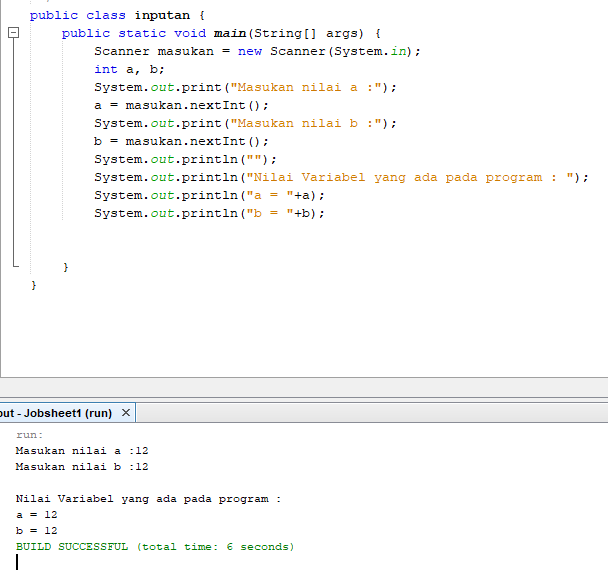 public class inputan {
public static void main(String[] args) {
Scanner masukan = new Scanner(System.in);
int a, b;
System.out.print("Masukan nilai a :");
a = masukan.nextInt();
System.out.print("Masukan nilai b :");
b = masukan.nextInt();
System.out.println("");
System.out.println("Nilai Variabel yang ada pada program : ");
System.out.println("a = "+a);
System.out.println("b = "+b);
}
}
out - Jobsheet1 (run) ×
run:
Masukan nilai a :12
Masukan nilai b :12
Nilai Variabel yang ada pada program :
a = 12
b = 12
BUILD SUCCESSFUL (total time: 6 seconds)